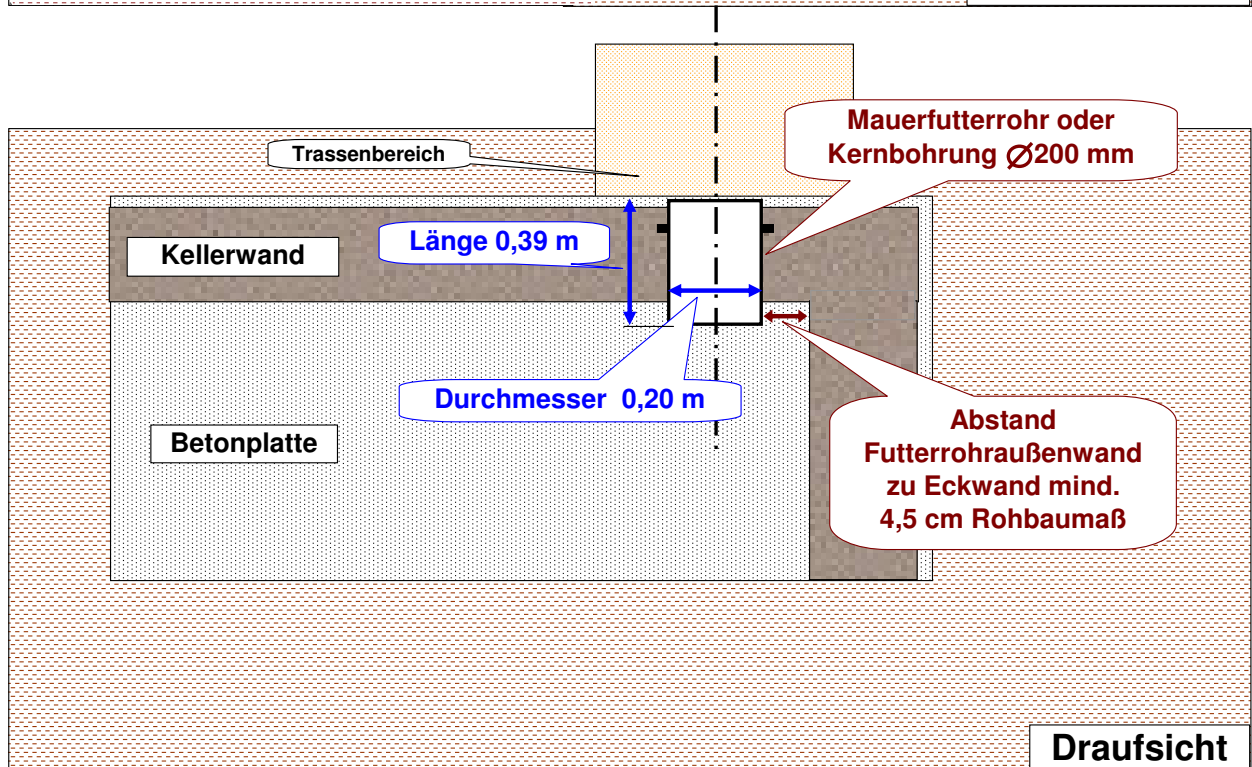 Mauerfutterrohr oder
Kernbohrung Ø200 mm
Trassenbereich
Länge 0,39 m
Kellerwand
Durchmesser 0,20 m
Betonplatte
Abstand
Futterrohraußenwand
zu Eckwand mind.
4,5 cm Rohbaumaß
Draufsicht